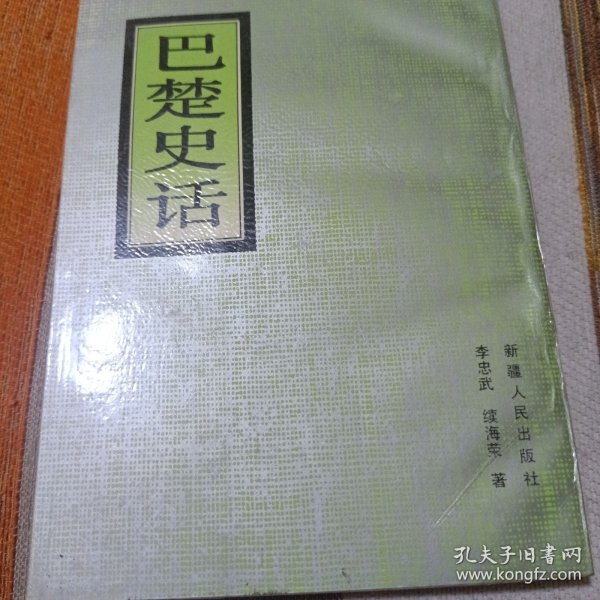 巴楚史话
新疆人民出版社
李忠武 续海荣 著
孔夫子旧书网
www.kongfz.com